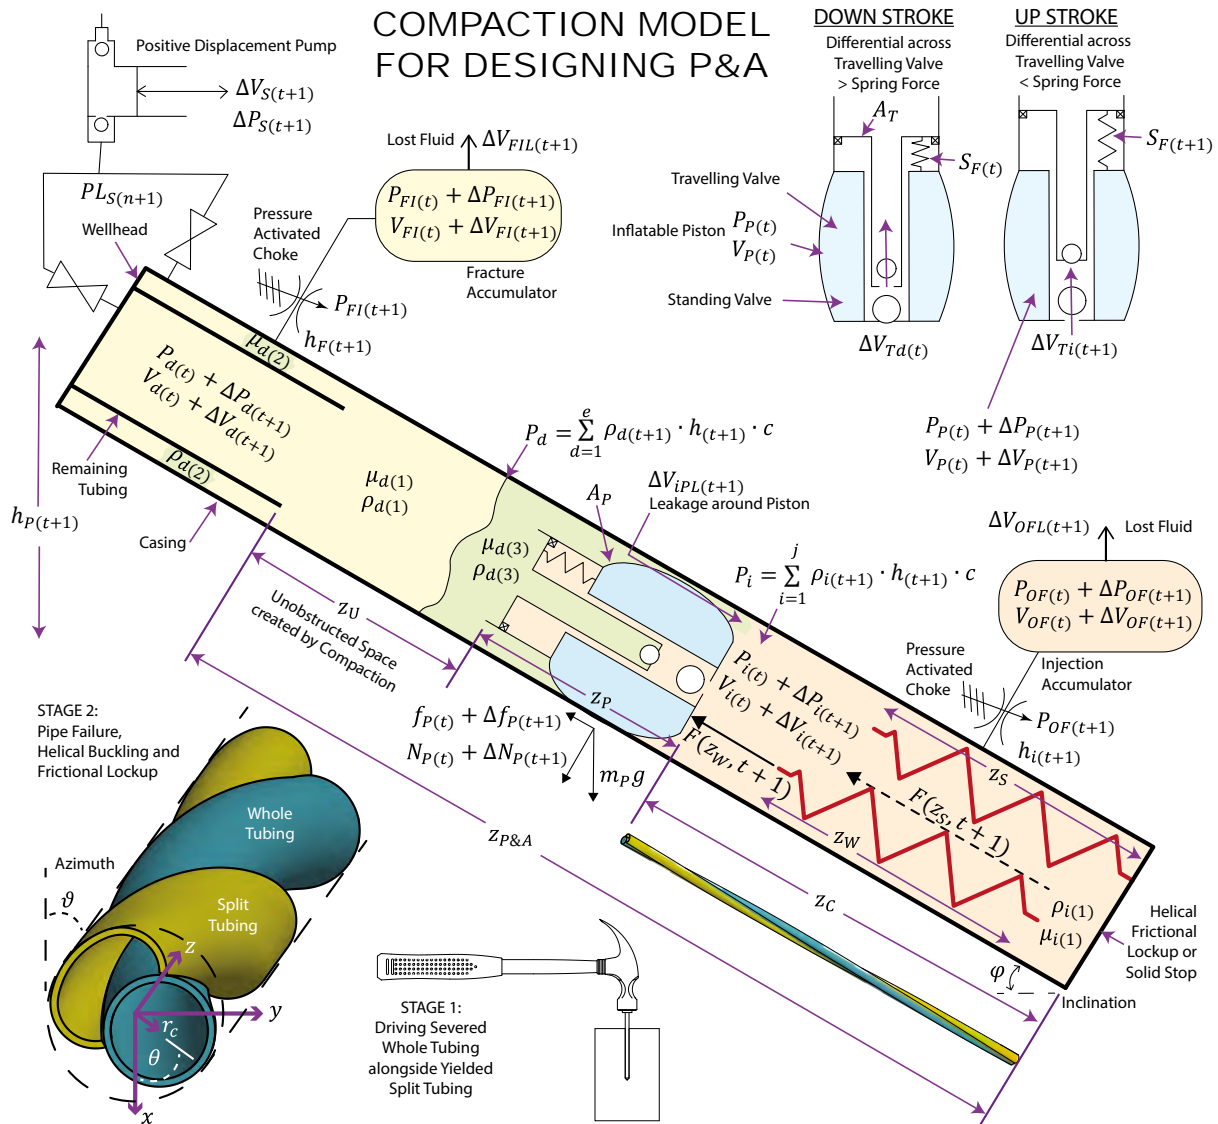 COMPACTION MODEL
FOR DESIGNING P&A
DOWN STROKE
Differential across
Travelling Valve
> Spring Force
UP STROKE
Differential across
Travelling Valve
< Spring Force
Positive Displacement Pump
ΔV_S(t+1)
ΔP_S(t+1)
PL_S(n+1)
Wellhead
Lost Fluid
ΔV_FIL(t+1)
P_FI(t) + ΔP_FI(t+1)
V_FI(t) + ΔV_FI(t+1)
Fracture
Accumulator
Pressure
Activated
Choke
P_FI(t+1)
h_F(t+1)
A_T
S_F(t)
S_F(t+1)
Travelling Valve
Inflatable Piston
P_P(t)
V_P(t)
Standing Valve
ΔV_Td(t)
ΔV_Ti(t+1)
P_P(t) + ΔP_P(t+1)
V_P(t) + ΔV_P(t+1)
μ_d(2)
P_d(t) + ΔP_d(t+1)
V_d(t) + ΔV_d(t+1)
ρ_d(2)
Remaining
Tubing
h_P(t+1)
Casing
μ_d(1)
ρ_d(1)
P_d = Σ_{d=1}^{e} ρ_d(t+1) · h_(t+1) · c
ΔV_iPL(t+1)
Leakage around Piston
A_P
μ_d(3)
ρ_d(3)
P_i = Σ_{i=1}^{j} ρ_i(t+1) · h_(t+1) · c
ΔV_OFL(t+1)
Lost Fluid
P_OF(t) + ΔP_OF(t+1)
V_OF(t) + ΔV_OF(t+1)
Injection
Accumulator
Pressure
Activated
Choke
P_OF(t+1)
h_i(t+1)
z_U
Unobstructed Space
created by Compaction
z_P
P_i(t) + ΔP_i(t+1)
V_i(t) + ΔV_i(t+1)
f_P(t) + Δf_P(t+1)
N_P(t) + ΔN_P(t+1)
m_P g
F(z_W, t + 1)
F(z_S, t + 1)
z_S
z_W
z_P&A
z_C
ρ_i(1)
μ_i(1)
Helical
Frictional
Lockup or
Solid Stop
φ
Inclination
STAGE 2:
Pipe Failure,
Helical Buckling and
Frictional Lockup
Whole
Tubing
Azimuth
ϑ
Split
Tubing
z
y
r_C
θ
x
STAGE 1:
Driving Severed
Whole Tubing
alongside Yielded
Split Tubing